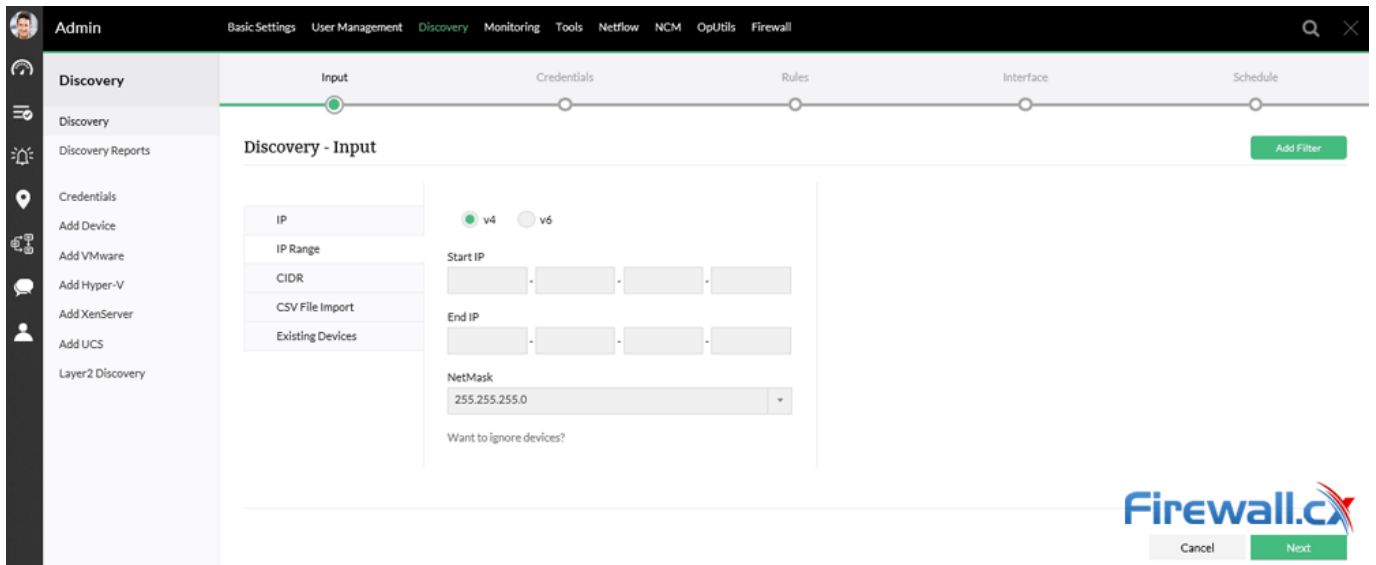 Admin
Basic Settings User Management Discovery Monitoring Tools Netflow NCM OpUtils Firewall
Discovery
Input Credentials Rules Interface Schedule
Discovery
Discovery Reports
Credentials
Add Device
Add VMware
Add Hyper-V
Add XenServer
Add UCS
Layer2 Discovery
Discovery - Input
Add Filter
IP
IP Range
CIDR
CSV File Import
Existing Devices
v4 v6
Start IP
- - -
End IP
- - -
NetMask
255.255.255.0
Want to ignore devices?
Firewall.cx
Cancel Next